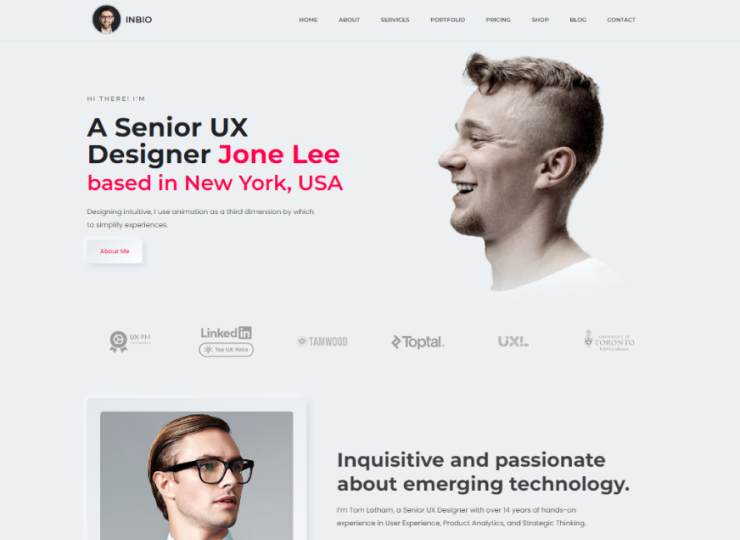 INBIO
HOME ABOUT SERVICES PORTFOLIO PRICING SHOP BLOG CONTACT
HI THERE! I'M
A Senior UX
Designer Jone Lee
based in New York, USA
Designing intuitive, I use animation as a third dimension by which
to simplify experiences.
About Me
UX-PM
LinkedIn
Top UX Voice
TAMWOOD
Toptal.
UX
UNIVERSITY OF
TORONTO
Inquisitive and passionate
about emerging technology.
I'm Tom Latham, a Senior UX Designer with over 14 years of hands-on
experience in User Experience, Product Analytics, and Strategic Thinking.